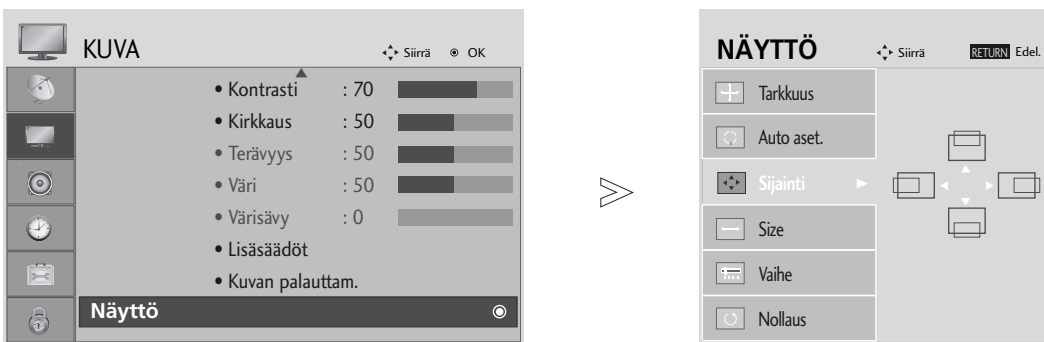 KUVA Siirrä OK
• Kontrasti : 70
• Kirkkaus : 50
• Terävyys : 50
• Väri : 50
• Värisävy : 0
• Lisäsäädöt
• Kuvan palauttam.
Näyttö
NÄYTTÖ Siirrä RETURN Edel.
Tarkkuus
Auto aset.
Sijainti
Size
Vaihe
Nollaus